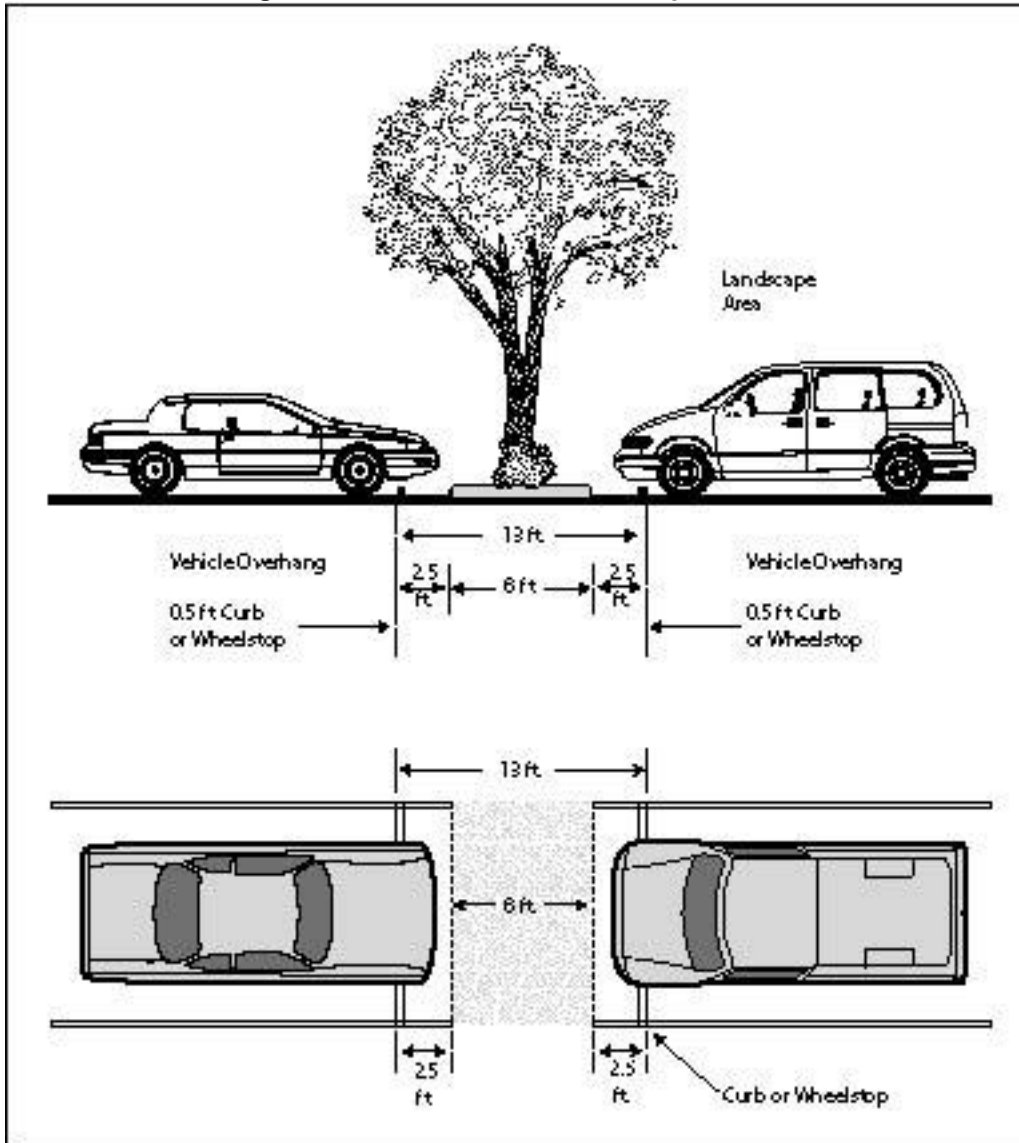 Landscape
Area
13 ft.
Vehicle Overhang
2.5
ft.
8 ft.
2.5
ft.
Vehicle Overhang
0.5 ft Curb
or Wheelstop
0.5 ft Curb
or Wheelstop
13 ft.
8 ft.
2.5
ft.
2.5
ft.
Curb or Wheelstop